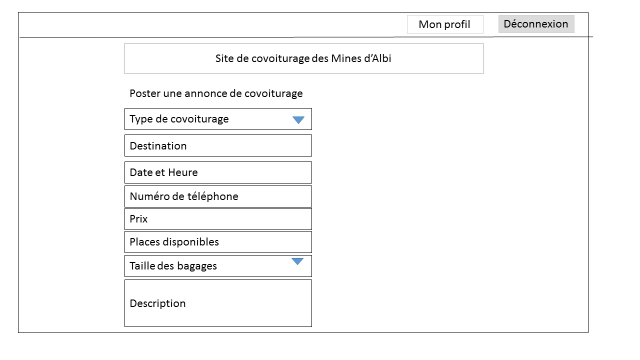 Mon profil
Déconnexion
Site de covoiturage des Mines d'Albi
Poster une annonce de covoiturage
Type de covoiturage
Destination
Date et Heure
Numéro de téléphone
Prix
Places disponibles
Taille des bagages
Description